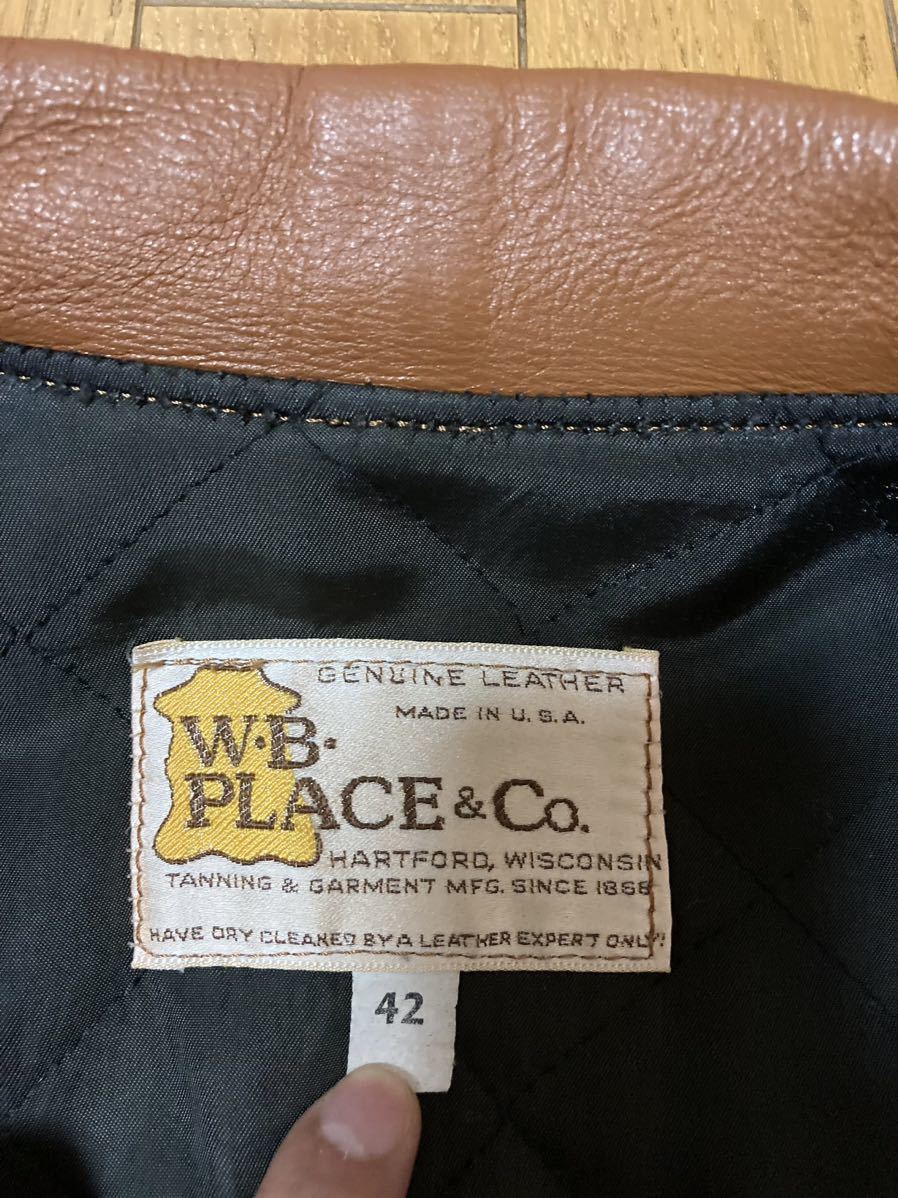 GENUINE LEATHER
MADE IN U.S.A.
W·B·
PLACE & CO.
HARTFORD, WISCONSIN
TANNING & GARMENT MFG. SINCE 1866
HAVE DRY CLEANED BY A LEATHER EXPERT ONLY!
42